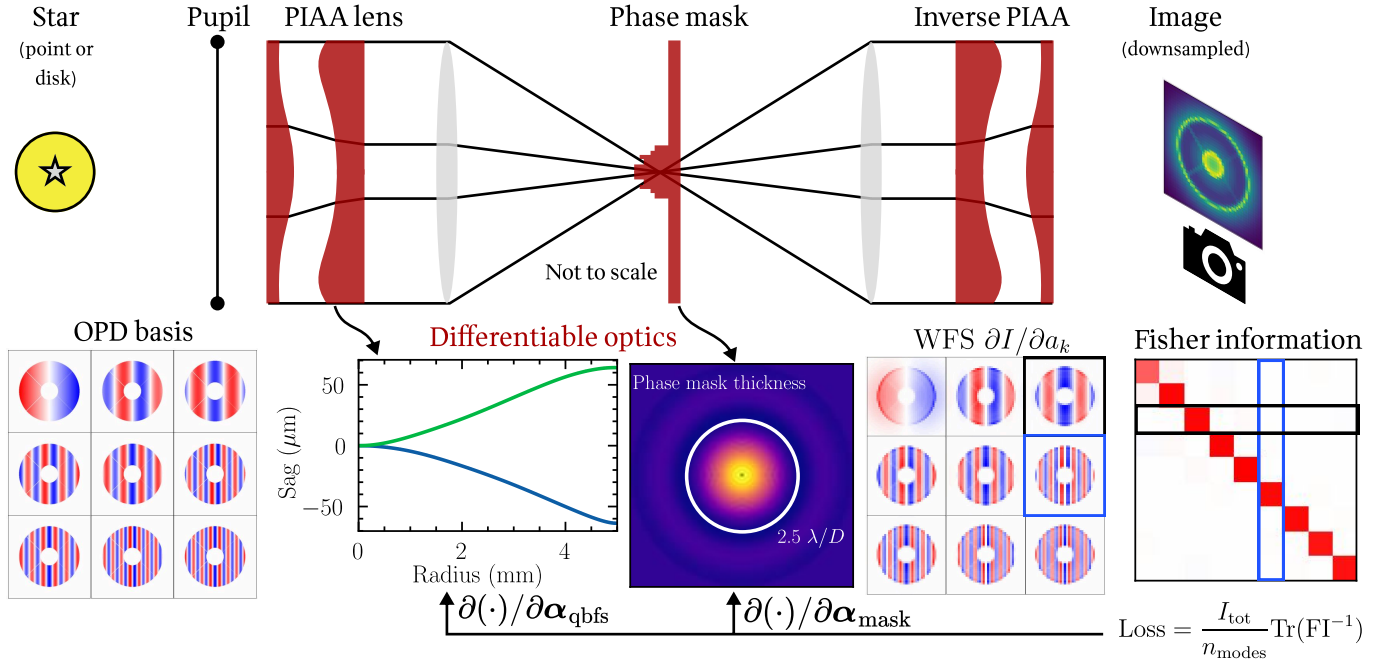 Star
(point or
disk)
Pupil
PIAA lens
Phase mask
Inverse PIAA
Image
(downsampled)
Not to scale
OPD basis
Differentiable optics
WFS ∂I/∂a_k
Fisher information
Sag (μm)
50
0
−50
0
2
4
Radius (mm)
Phase mask thickness
2.5 λ/D
∂(·)/∂α_qbfs
∂(·)/∂α_mask
Loss = I_tot/n_modes Tr(FI⁻¹)